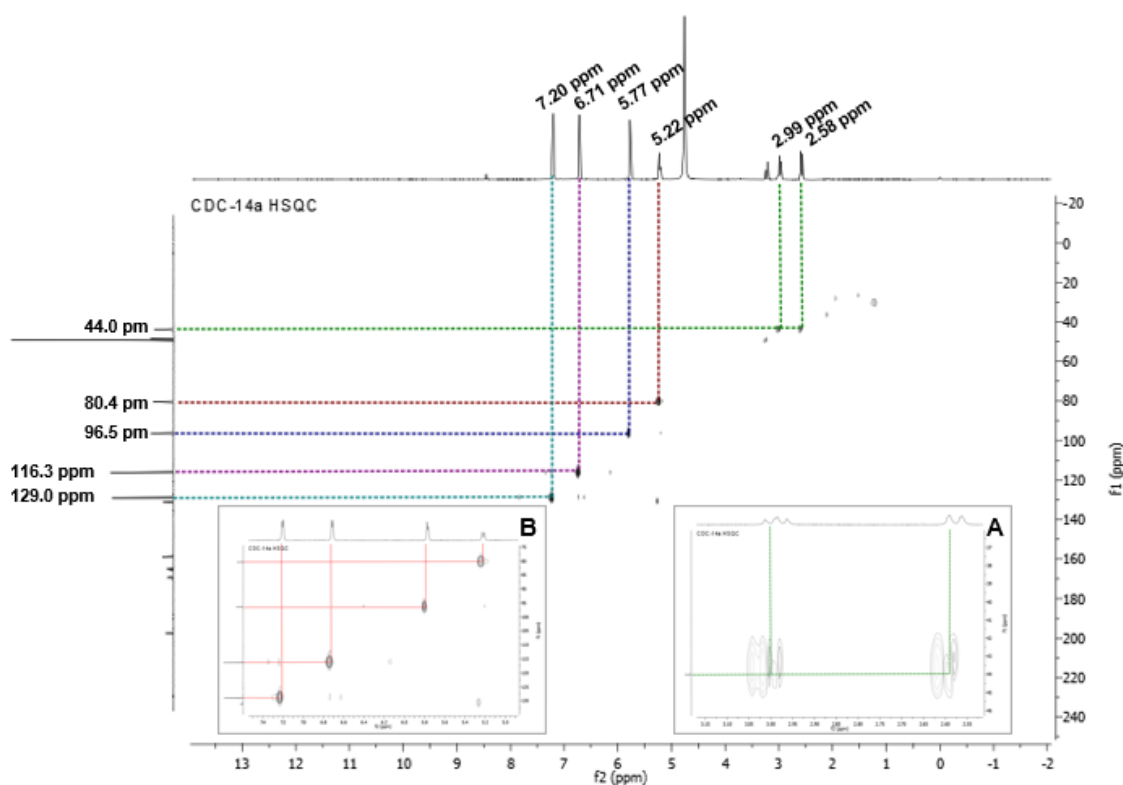 7.20 ppm
6.71 ppm
5.77 ppm
5.22 ppm
2.99 ppm
2.58 ppm
CDC-14a HSQC
44.0 pm
80.4 pm
96.5 pm
116.3 ppm
129.0 ppm
-20
0
20
40
60
80
100
120
140
160
180
200
220
240
f1 (ppm)
B
CDC-14a HSQC
A
CDC-14a HSQC
13 12 11 10 9 8 7 6 5 4 3 2 1 0 -1 -2
f2 (ppm)